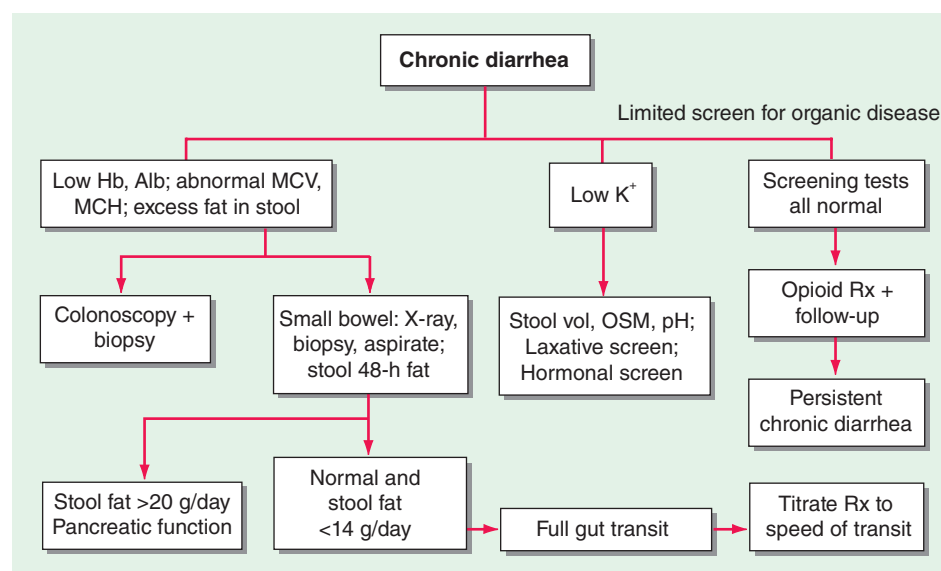 Chronic diarrhea
Limited screen for organic disease
Low Hb, Alb; abnormal MCV,
MCH; excess fat in stool
Low K⁺
Screening tests
all normal
Colonoscopy +
biopsy
Small bowel: X-ray,
biopsy, aspirate;
stool 48-h fat
Stool vol, OSM, pH;
Laxative screen;
Hormonal screen
Opioid Rx +
follow-up
Persistent
chronic diarrhea
Stool fat >20 g/day
Pancreatic function
Normal and
stool fat
<14 g/day
Full gut transit
Titrate Rx to
speed of transit